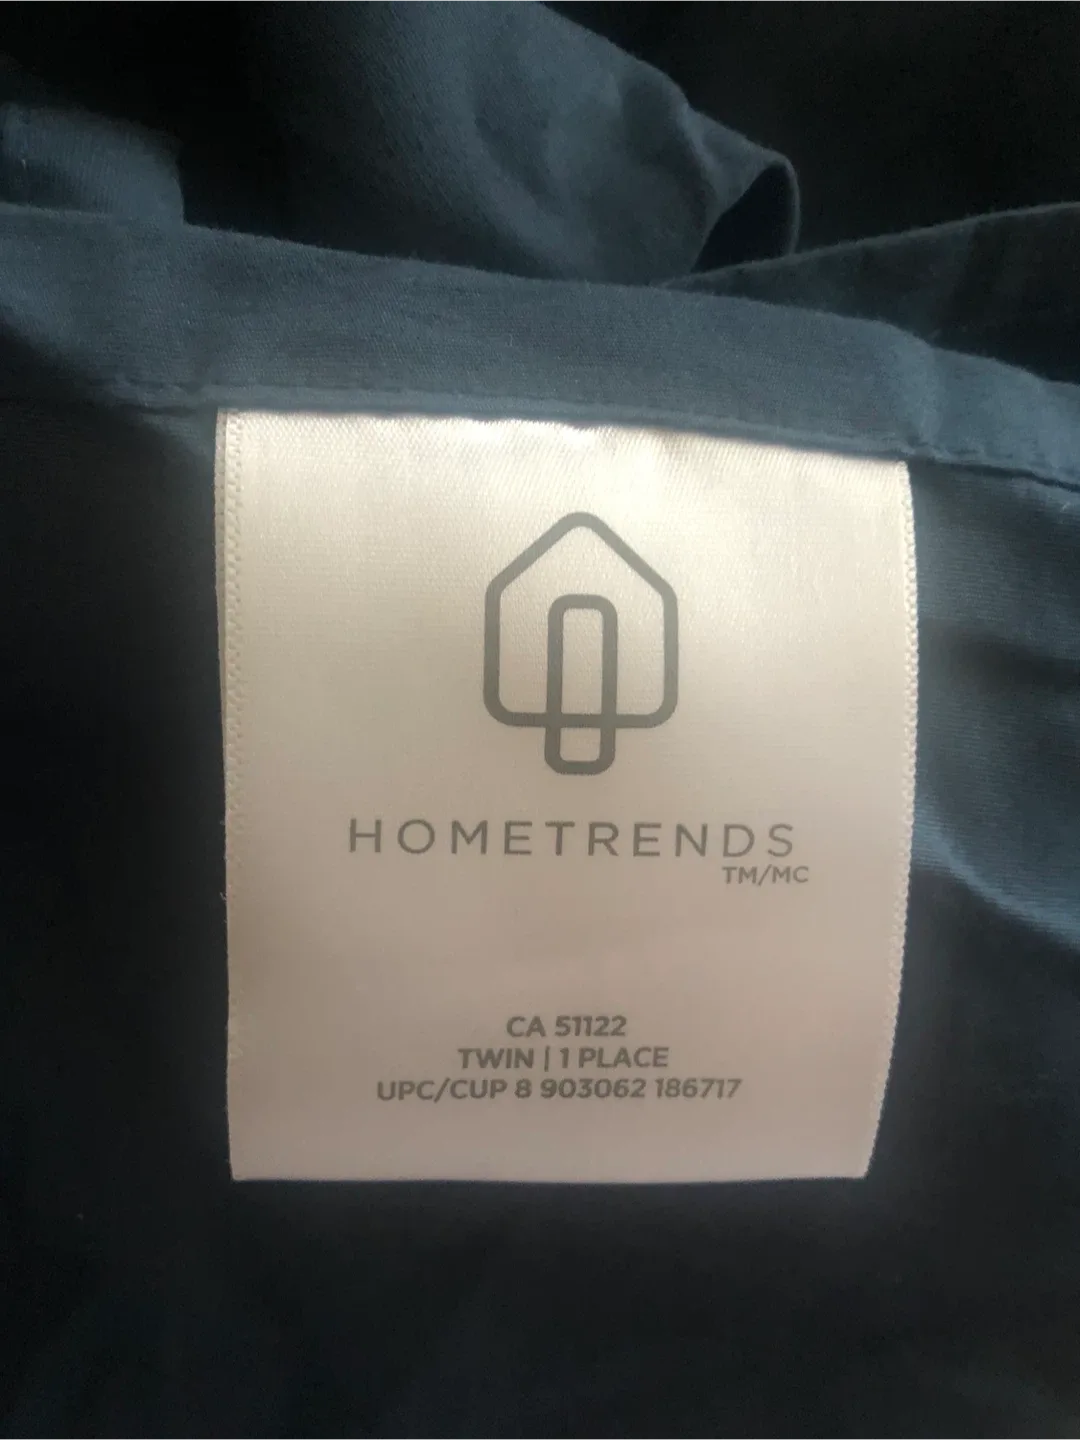 HOMETRENDS
TM/MC
CA 51122
TWIN | 1 PLACE
UPC/CUP 8 903062 186717